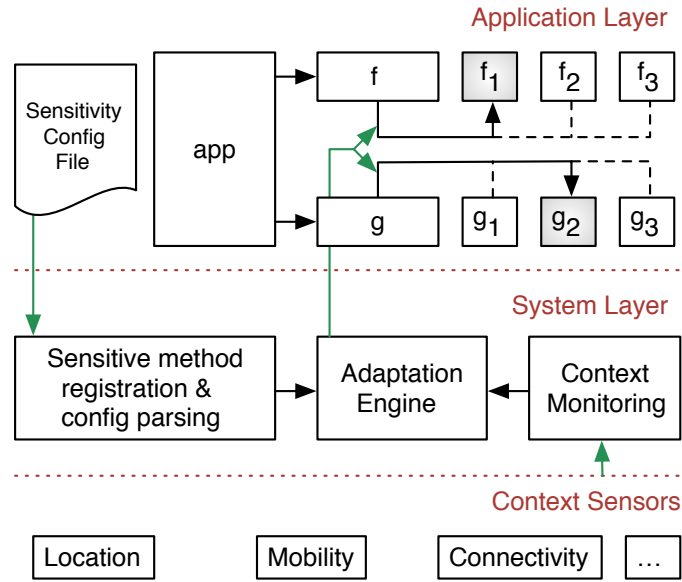 Application Layer
Sensitivity
Config
File
app
f
f1
f2
f3
g
g1
g2
g3
System Layer
Sensitive method
registration &
config parsing
Adaptation
Engine
Context
Monitoring
Context Sensors
Location
Mobility
Connectivity
...